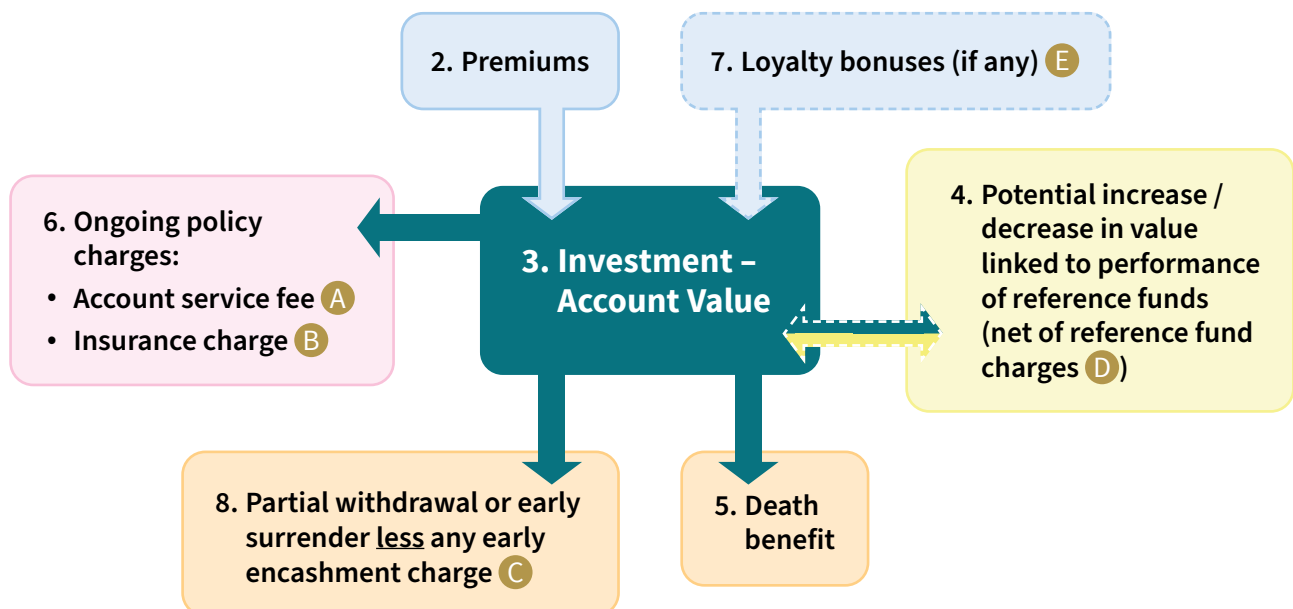 2. Premiums
7. Loyalty bonuses (if any) E
6. Ongoing policy
charges:
• Account service fee A
• Insurance charge B
3. Investment –
Account Value
4. Potential increase /
decrease in value
linked to performance
of reference funds
(net of reference fund
charges D)
8. Partial withdrawal or early
surrender less any early
encashment charge C
5. Death
benefit